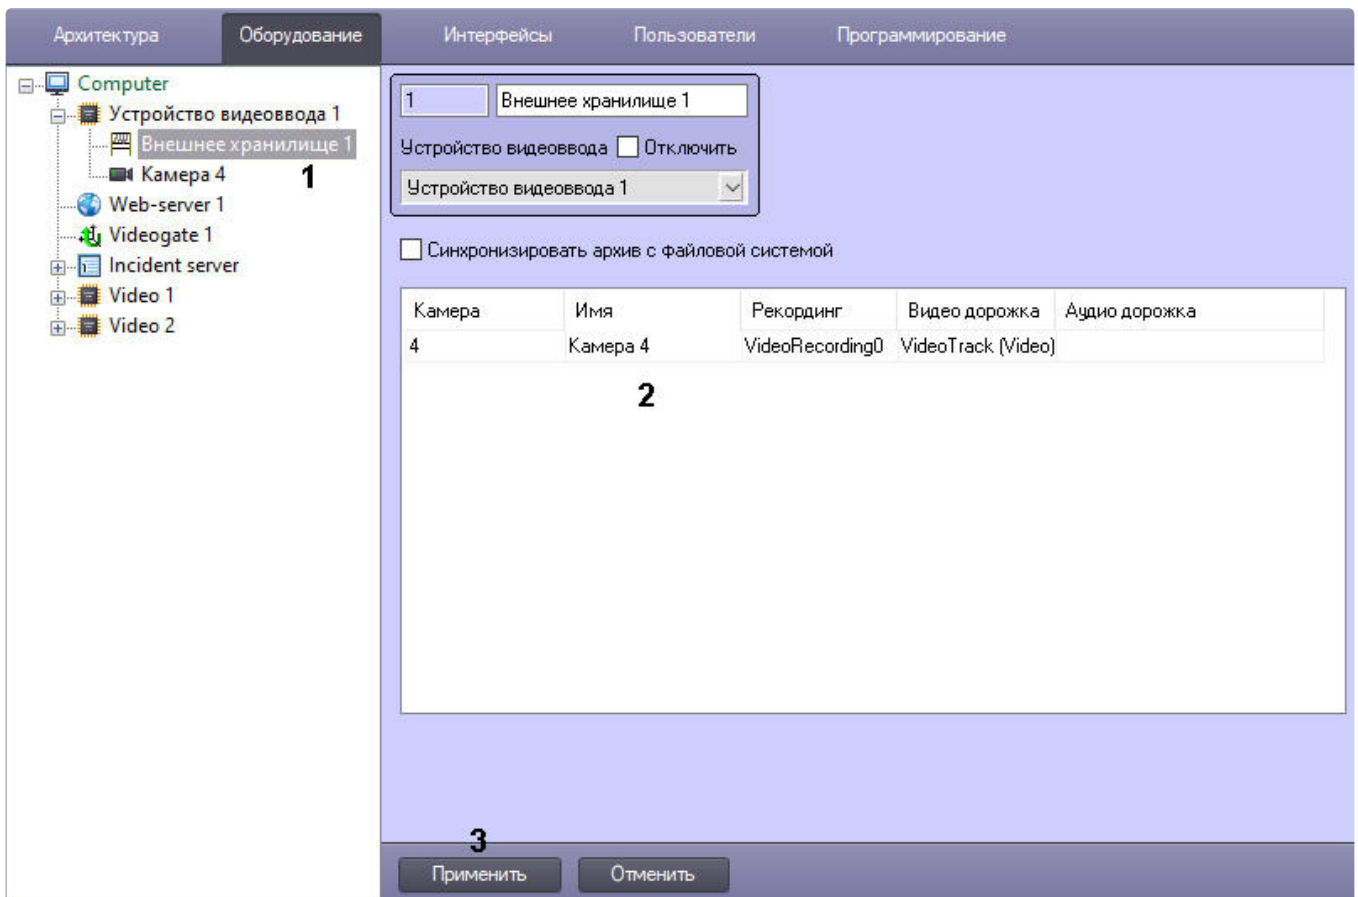 Архитектура Оборудование Интерфейсы Пользователи Программирование
Computer
Устройство видеоввода 1
Внешнее хранилище 1
Камера 4
1
Web-server 1
Videogate 1
Incident server
Video 1
Video 2
1 Внешнее хранилище 1
Устройство видеоввода Отключить
Устройство видеоввода 1
Синхронизировать архив с файловой системой
Камера Имя Рекординг Видео дорожка Аудио дорожка
4 Камера 4 VideoRecording0 VideoTrack (Video)
2
3
Применить Отменить